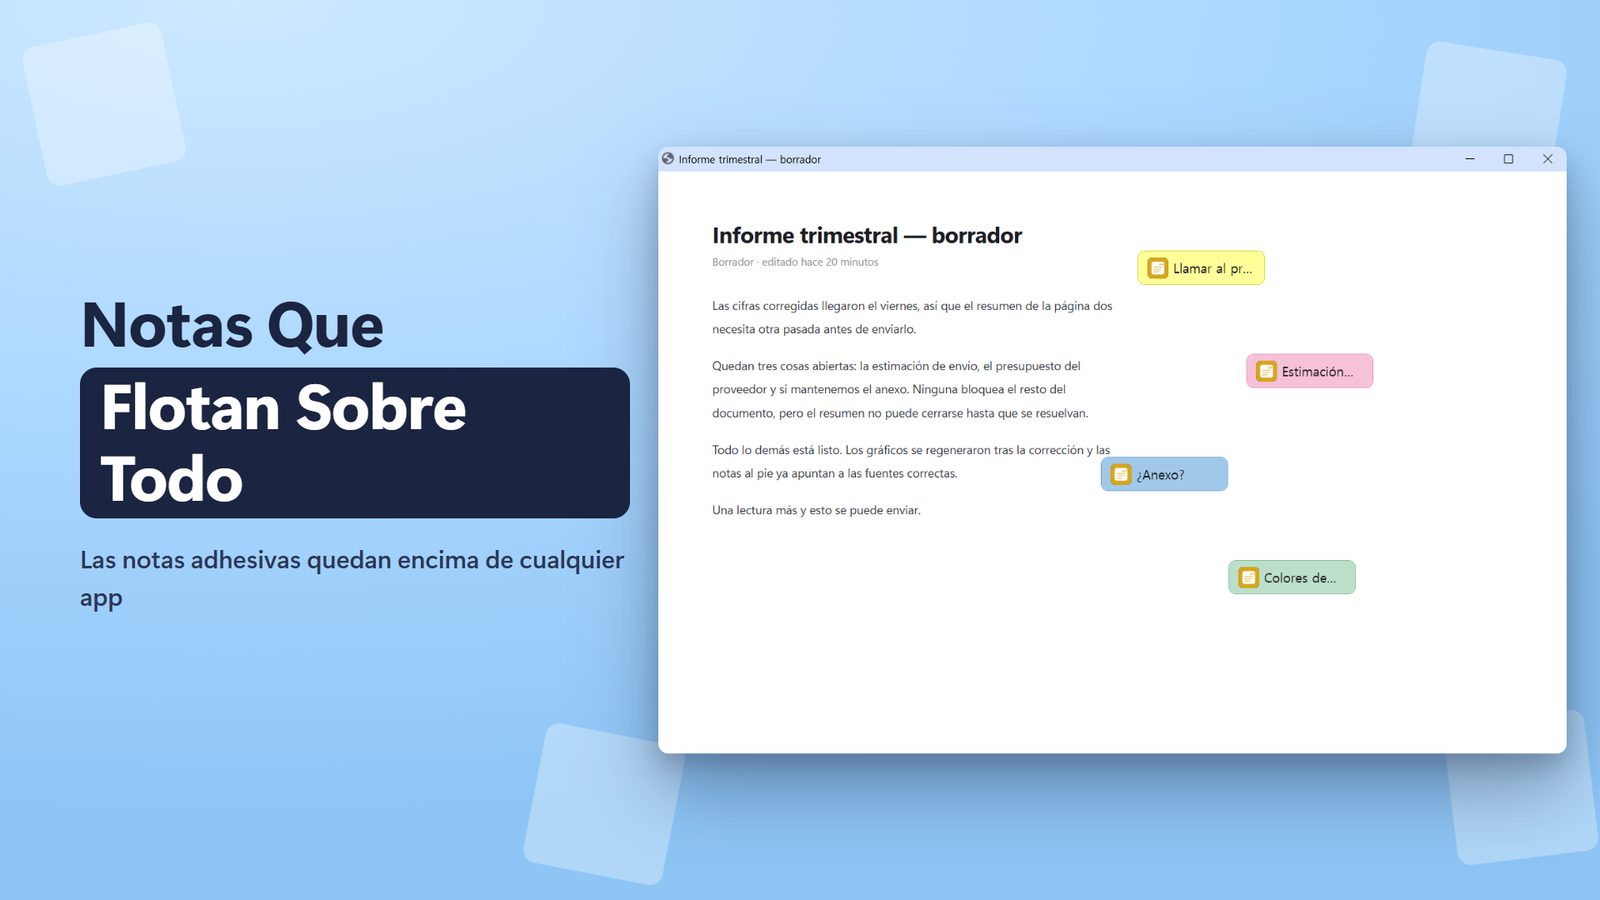 Notas Que
Flotan Sobre
Todo
Las notas adhesivas quedan encima de cualquier
app
Informe trimestral — borrador
Informe trimestral — borrador
Borrador · editado hace 20 minutos
Las cifras corregidas llegaron el viernes, así que el resumen de la página dos
necesita otra pasada antes de enviarlo.
Quedan tres cosas abiertas: la estimación de envío, el presupuesto del
proveedor y si mantenemos el anexo. Ninguna bloquea el resto del
documento, pero el resumen no puede cerrarse hasta que se resuelvan.
Todo lo demás está listo. Los gráficos se regeneraron tras la corrección y las
notas al pie ya apuntan a las fuentes correctas.
Una lectura más y esto se puede enviar.
Llamar al pr...
Estimación...
¿Anexo?
Colores de...